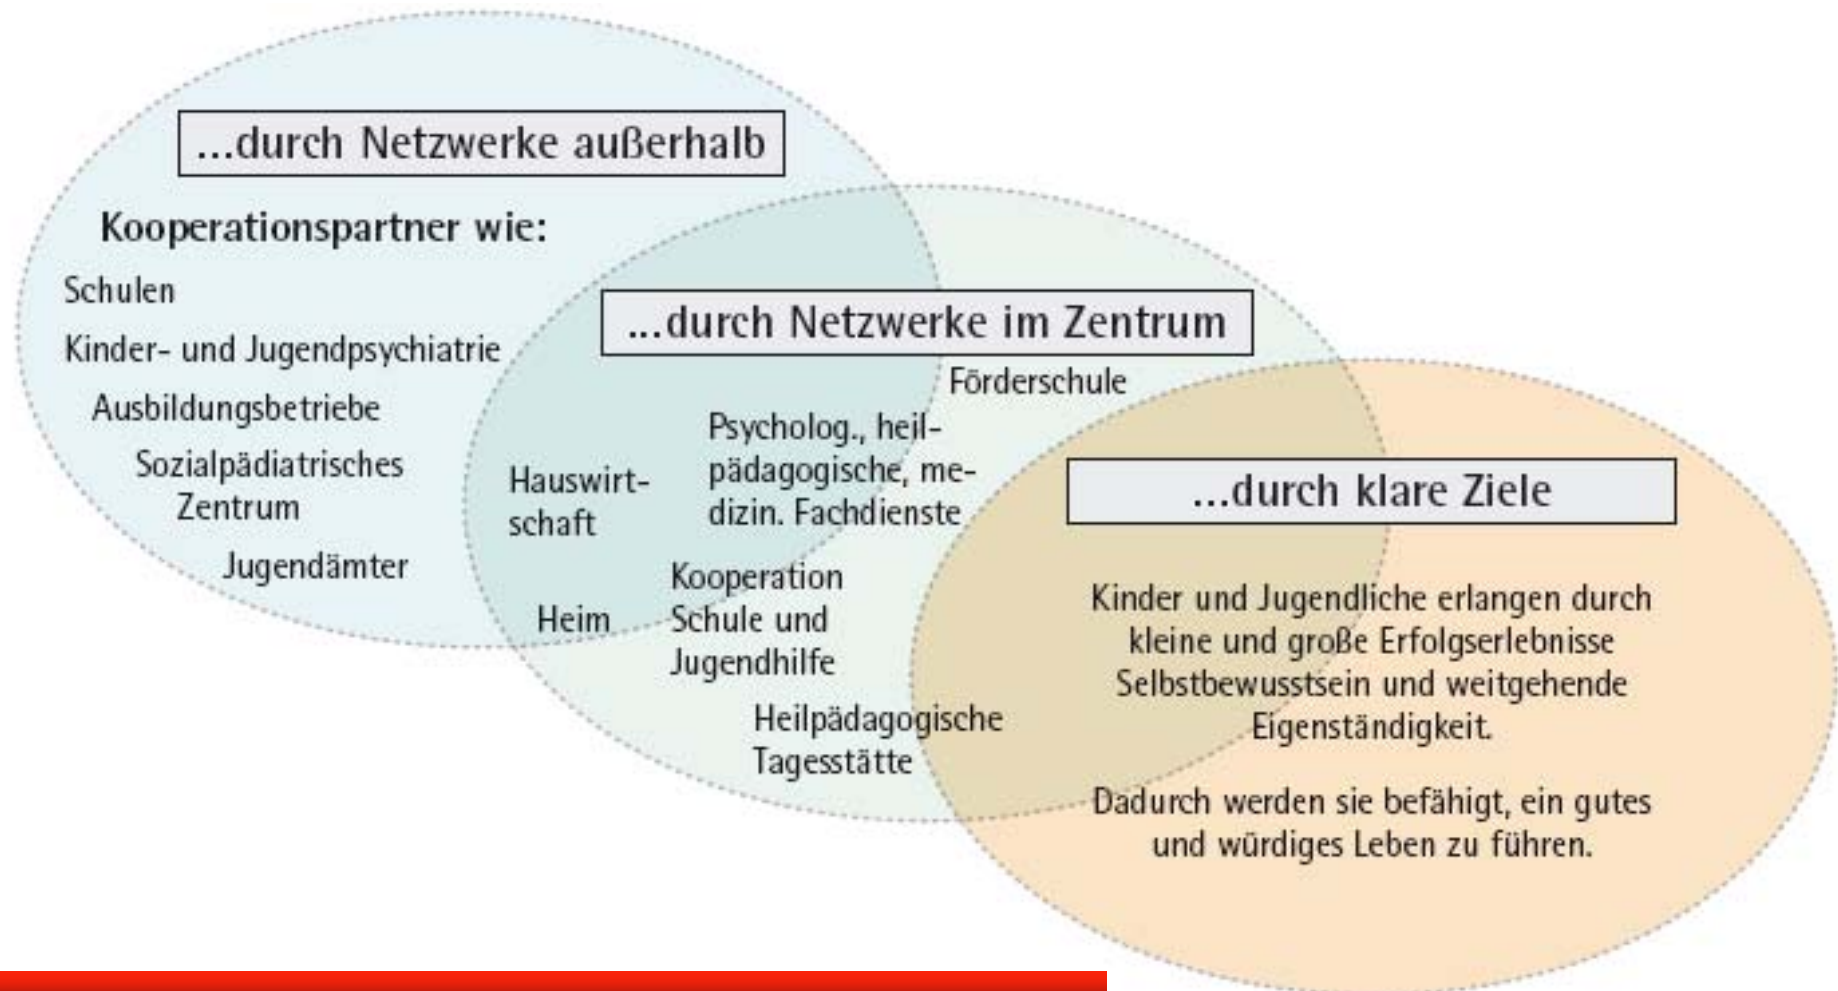 ...durch Netzwerke außerhalb
Kooperationspartner wie:
Schulen
Kinder- und Jugendpsychiatrie
Ausbildungsbetriebe
Sozialpädiatrisches
Zentrum
Jugendämter
...durch Netzwerke im Zentrum
Förderschule
Psycholog., heil-
pädagogische, me-
dizin. Fachdienste
Hauswirt-
schaft
Kooperation
Schule und
Jugendhilfe
Heim
Heilpädagogische
Tagesstätte
...durch klare Ziele
Kinder und Jugendliche erlangen durch
kleine und große Erfolgserlebnisse
Selbstbewusstsein und weitgehende
Eigenständigkeit.
Dadurch werden sie befähigt, ein gutes
und würdiges Leben zu führen.